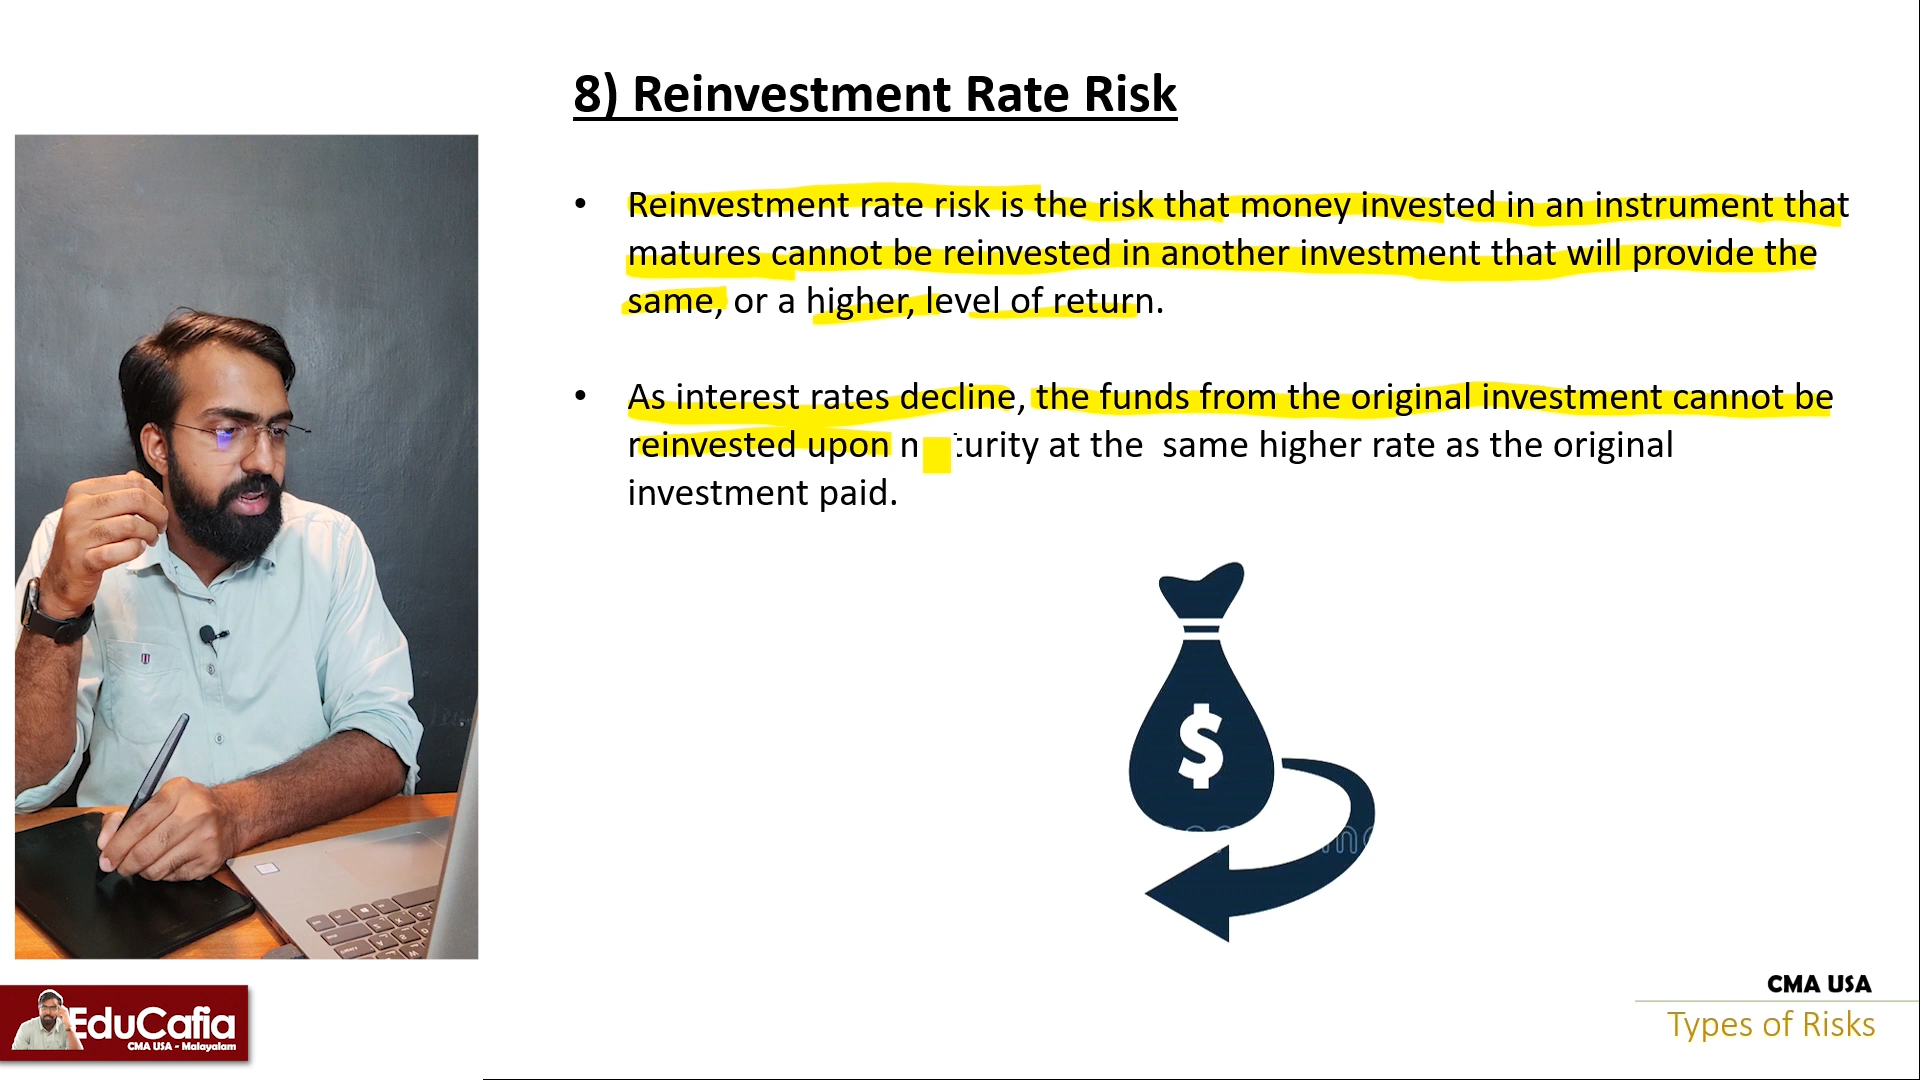 8) Reinvestment Rate Risk
• Reinvestment rate risk is the risk that money invested in an instrument that
matures cannot be reinvested in another investment that will provide the
same, or a higher, level of return.
• As interest rates decline, the funds from the original investment cannot be
reinvested upon turity at the same higher rate as the original
investment paid.
$
CMA USA
Types of Risks
EduCafia
CMA USA - Malayalam